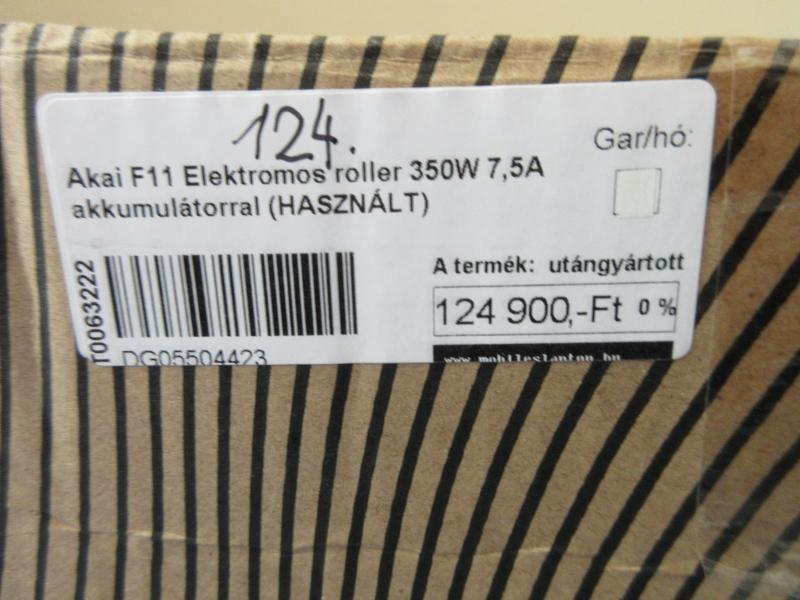 124.
Gar/hó:
Akai F11 Elektromos roller 350W 7,5A
akkumulátorral (HASZNÁLT)
A termék: utángyártott
124 900,-Ft 0 %
T0063222
DG05504423